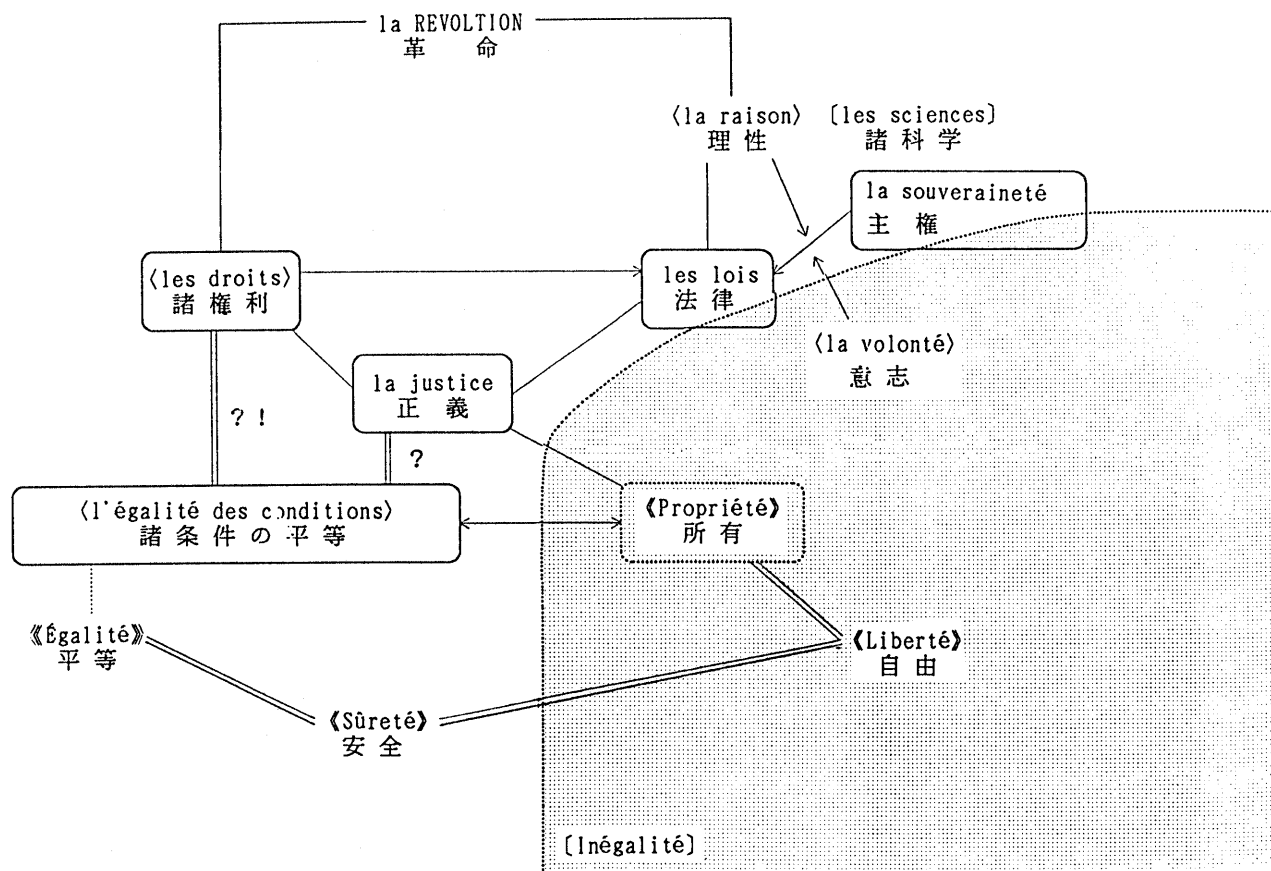 la REVOLTION
革　命
〈la raison〉 〔les sciences〕
理 性　諸 科 学
la souveraineté
主 権
〈les droits〉
諸 権 利
les lois
法 律
〈la volonté〉
意 志
la justice
正 義
? !
?
〈l'égalité des conditions〉
諸 条 件 の 平 等
《Propriété》
所 有
《Égalité》
平 等
《Liberté》
自 由
《Sûreté》
安 全
〔Inégalité〕